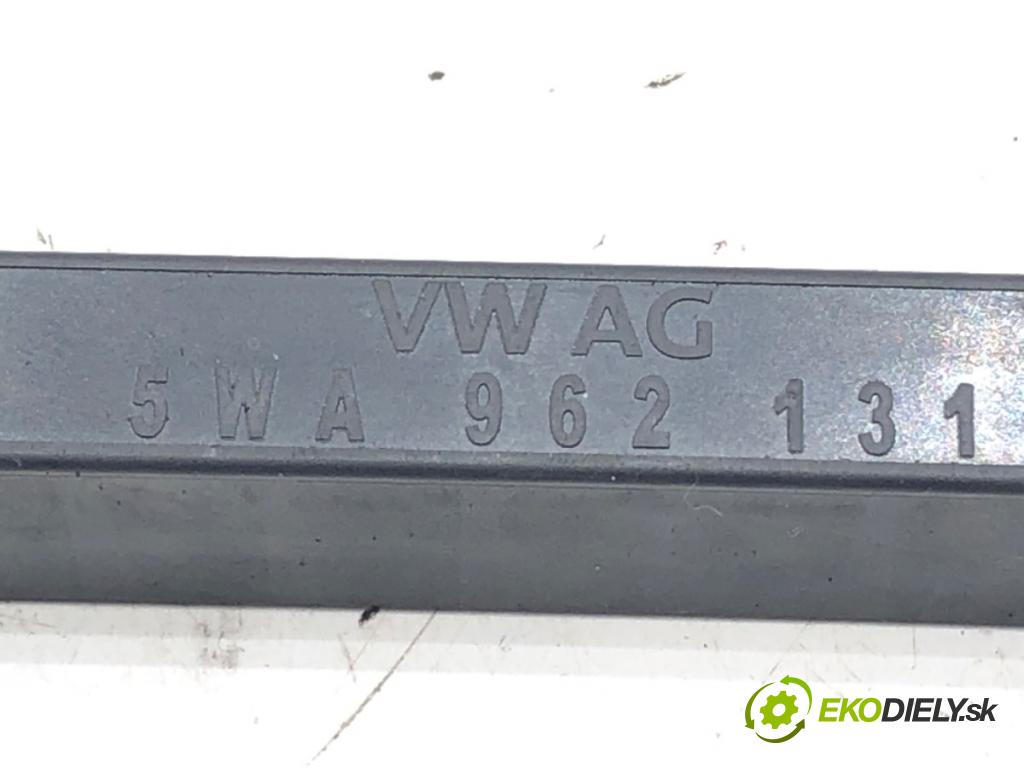 VW AG
5WA 962 131
EKODIELY.sk